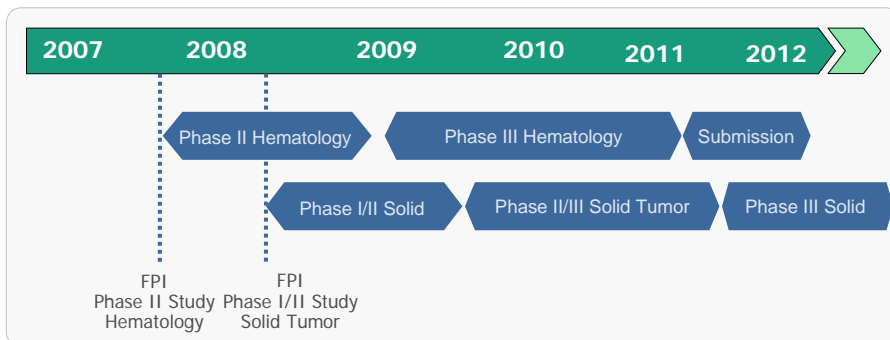 2007 2008 2009 2010 2011 2012
Phase II Hematology Phase III Hematology Submission
Phase I/II Solid Phase II/III Solid Tumor Phase III Solid
FPI
Phase II Study
Hematology
FPI
Phase I/II Study
Solid Tumor